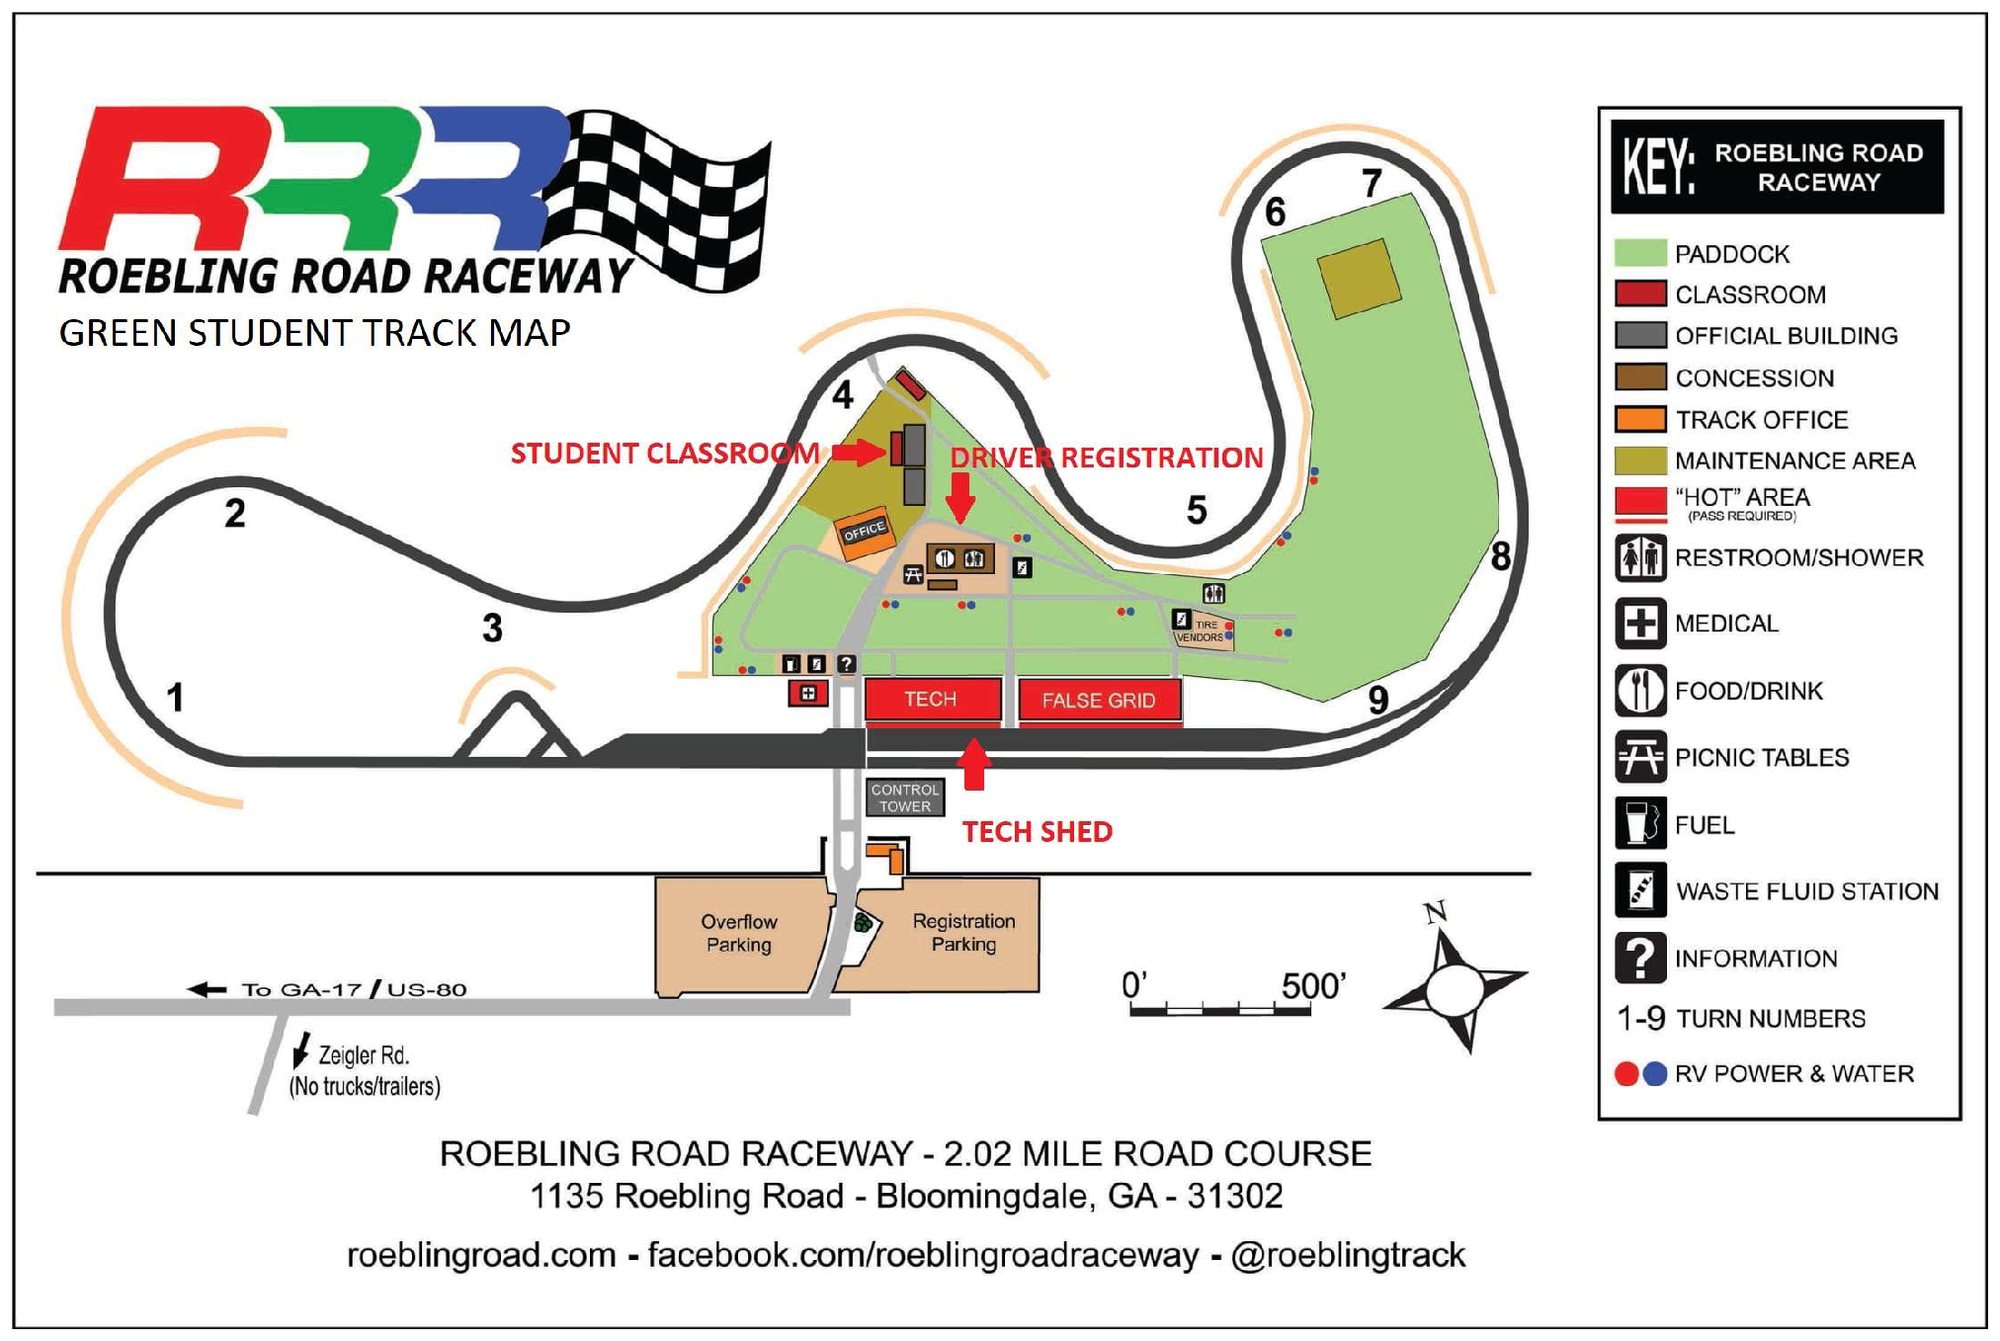 RRR
ROEBLING ROAD RACEWAY
GREEN STUDENT TRACK MAP
1
2
3
4
5
6
7
8
9
STUDENT CLASSROOM
DRIVER REGISTRATION
OFFICE
TIRE
VENDORS
?
TECH
FALSE GRID
CONTROL
TOWER
TECH SHED
Overflow
Parking
Registration
Parking
To GA-17 / US-80
Zeigler Rd.
(No trucks/trailers)
0'
500'
N
KEY:
ROEBLING ROAD
RACEWAY
PADDOCK
CLASSROOM
OFFICIAL BUILDING
CONCESSION
TRACK OFFICE
MAINTENANCE AREA
"HOT" AREA
(PASS REQUIRED)
RESTROOM/SHOWER
MEDICAL
FOOD/DRINK
PICNIC TABLES
FUEL
WASTE FLUID STATION
? INFORMATION
1-9 TURN NUMBERS
RV POWER & WATER
ROEBLING ROAD RACEWAY - 2.02 MILE ROAD COURSE
1135 Roebling Road - Bloomingdale, GA - 31302
roeblingroad.com - facebook.com/roeblingroadraceway - @roeblingtrack